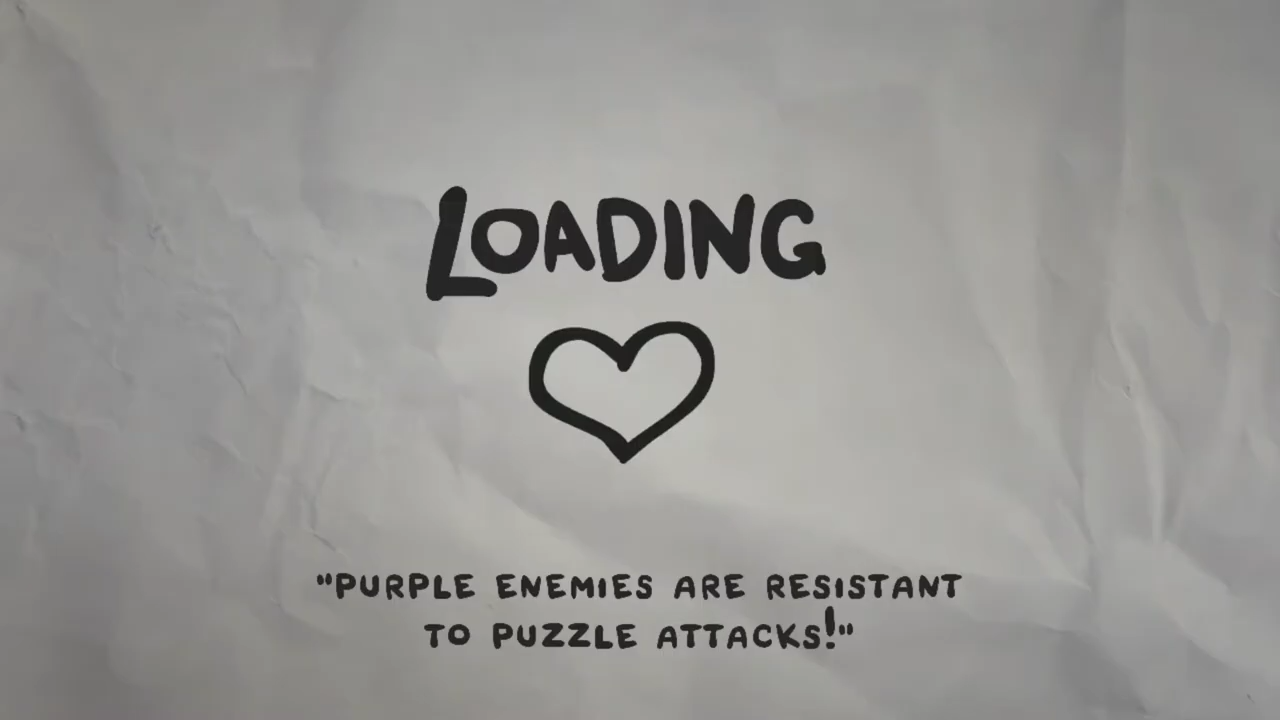 LOADING
"PURPLE ENEMIES ARE RESISTANT
TO PUZZLE ATTACKS!"